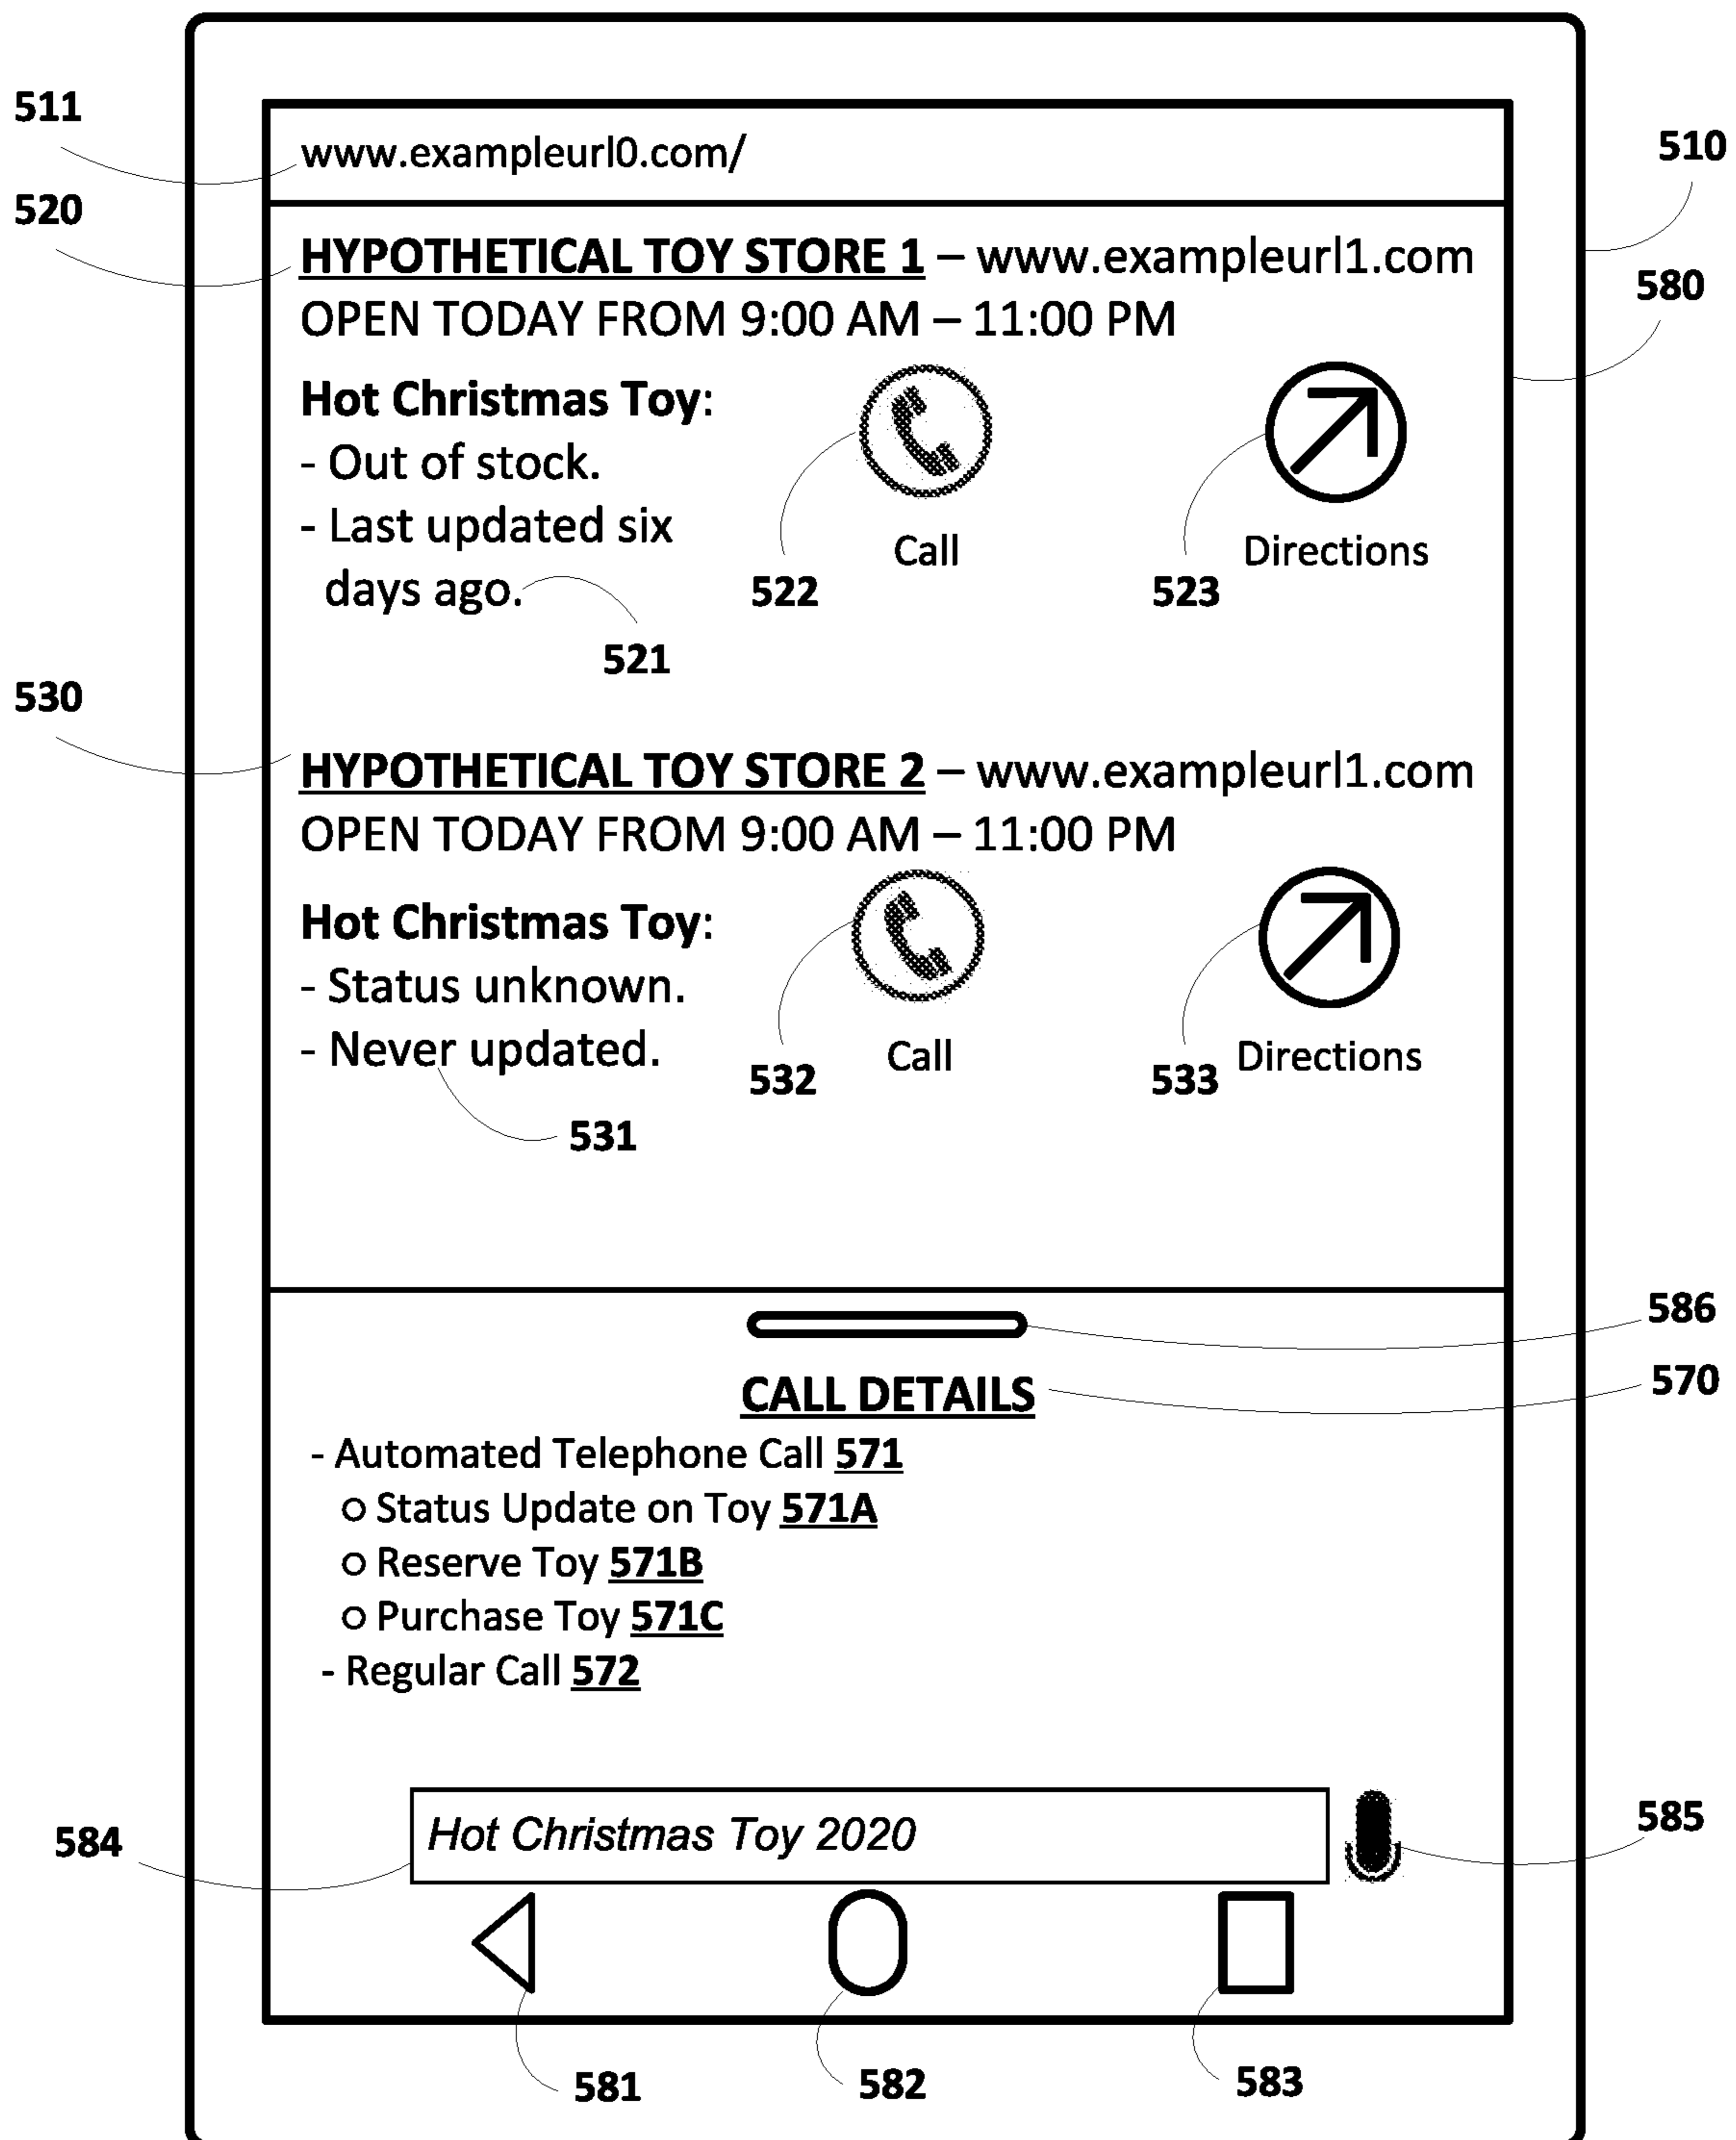 511
www.exampleurl0.com/
510
520
HYPOTHETICAL TOY STORE 1 – www.exampleurl1.com
580
OPEN TODAY FROM 9:00 AM – 11:00 PM
Hot Christmas Toy:
- Out of stock.
- Last updated six
days ago.
Call
Directions
522
523
521
530
HYPOTHETICAL TOY STORE 2 – www.exampleurl1.com
OPEN TODAY FROM 9:00 AM – 11:00 PM
Hot Christmas Toy:
- Status unknown.
- Never updated.
Call
Directions
532
533
531
586
CALL DETAILS
570
- Automated Telephone Call 571
○ Status Update on Toy 571A
○ Reserve Toy 571B
○ Purchase Toy 571C
- Regular Call 572
584
Hot Christmas Toy 2020
585
581
582
583